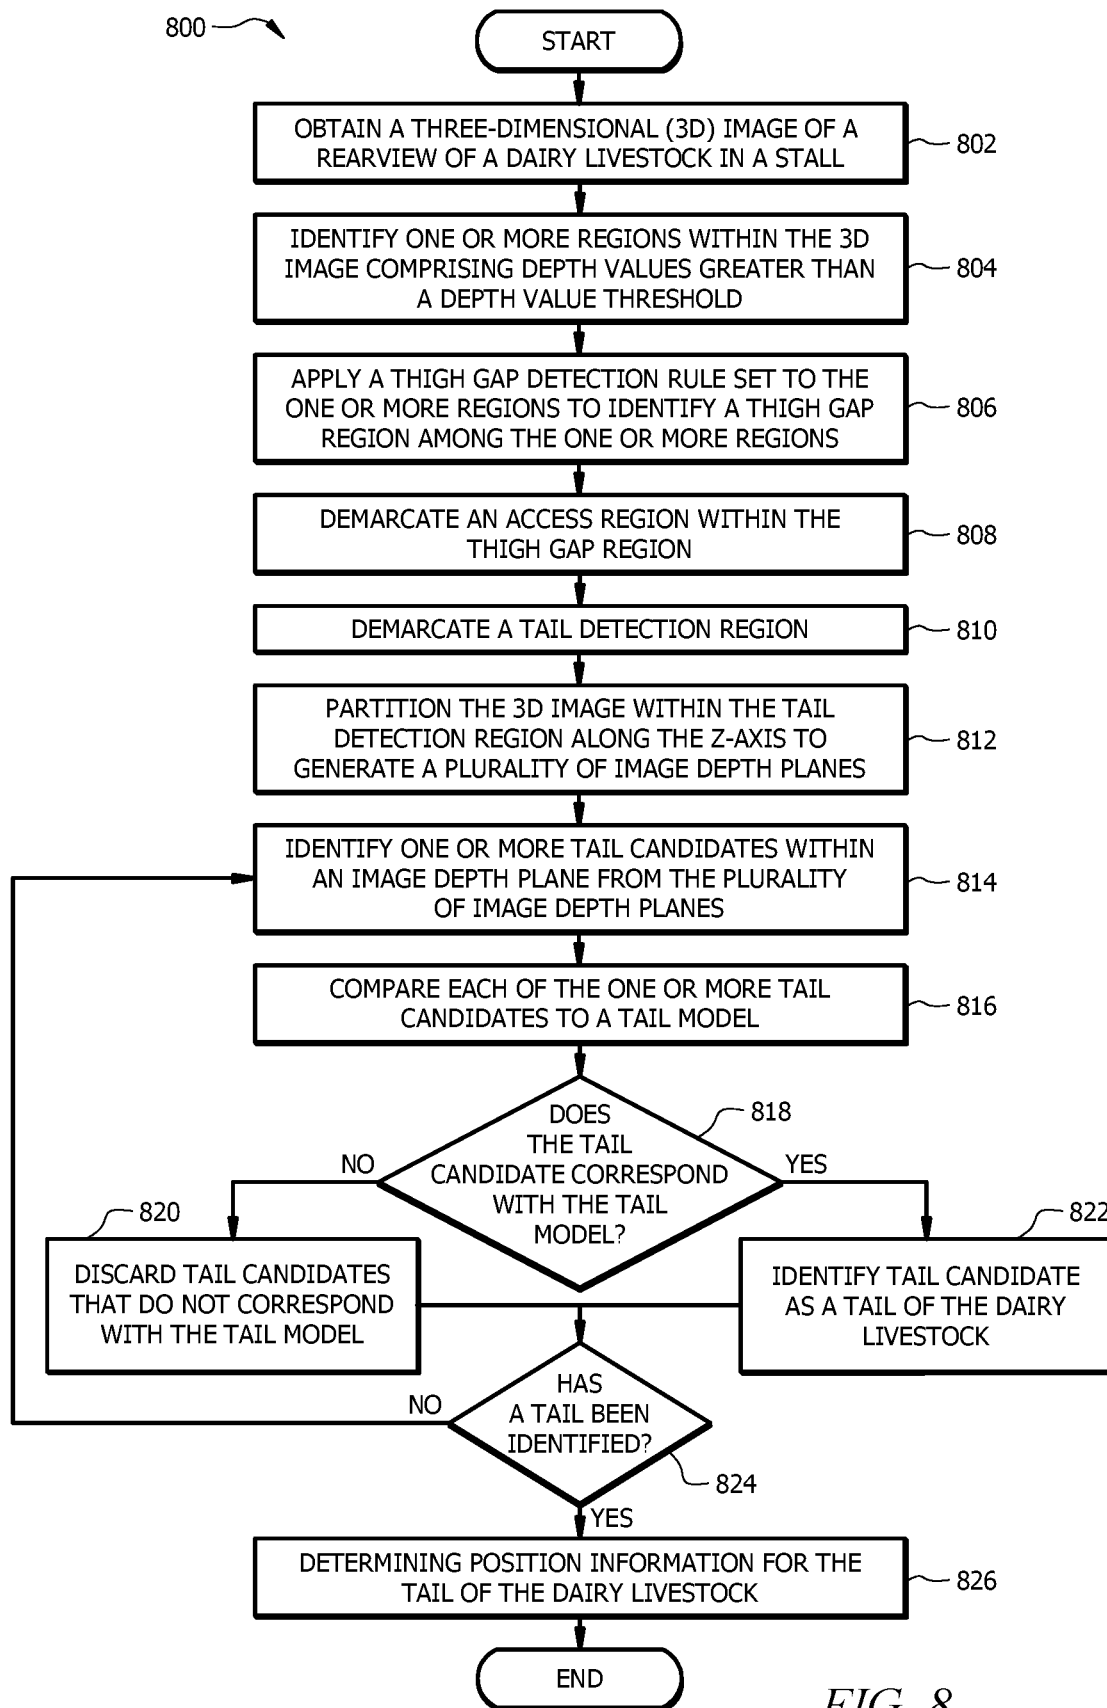 800
START
OBTAIN A THREE-DIMENSIONAL (3D) IMAGE OF A
REARVIEW OF A DAIRY LIVESTOCK IN A STALL
802
IDENTIFY ONE OR MORE REGIONS WITHIN THE 3D
IMAGE COMPRISING DEPTH VALUES GREATER THAN
A DEPTH VALUE THRESHOLD
804
APPLY A THIGH GAP DETECTION RULE SET TO THE
ONE OR MORE REGIONS TO IDENTIFY A THIGH GAP
REGION AMONG THE ONE OR MORE REGIONS
806
DEMARCATE AN ACCESS REGION WITHIN THE
THIGH GAP REGION
808
DEMARCATE A TAIL DETECTION REGION
810
PARTITION THE 3D IMAGE WITHIN THE TAIL
DETECTION REGION ALONG THE Z-AXIS TO
GENERATE A PLURALITY OF IMAGE DEPTH PLANES
812
IDENTIFY ONE OR MORE TAIL CANDIDATES WITHIN
AN IMAGE DEPTH PLANE FROM THE PLURALITY
OF IMAGE DEPTH PLANES
814
COMPARE EACH OF THE ONE OR MORE TAIL
CANDIDATES TO A TAIL MODEL
816
DOES
THE TAIL
CANDIDATE CORRESPOND
WITH THE TAIL
MODEL?
818
NO
YES
820
DISCARD TAIL CANDIDATES
THAT DO NOT CORRESPOND
WITH THE TAIL MODEL
822
IDENTIFY TAIL CANDIDATE
AS A TAIL OF THE DAIRY
LIVESTOCK
HAS
A TAIL BEEN
IDENTIFIED?
NO
824
YES
DETERMINING POSITION INFORMATION FOR THE
TAIL OF THE DAIRY LIVESTOCK
826
END
FIG. 8